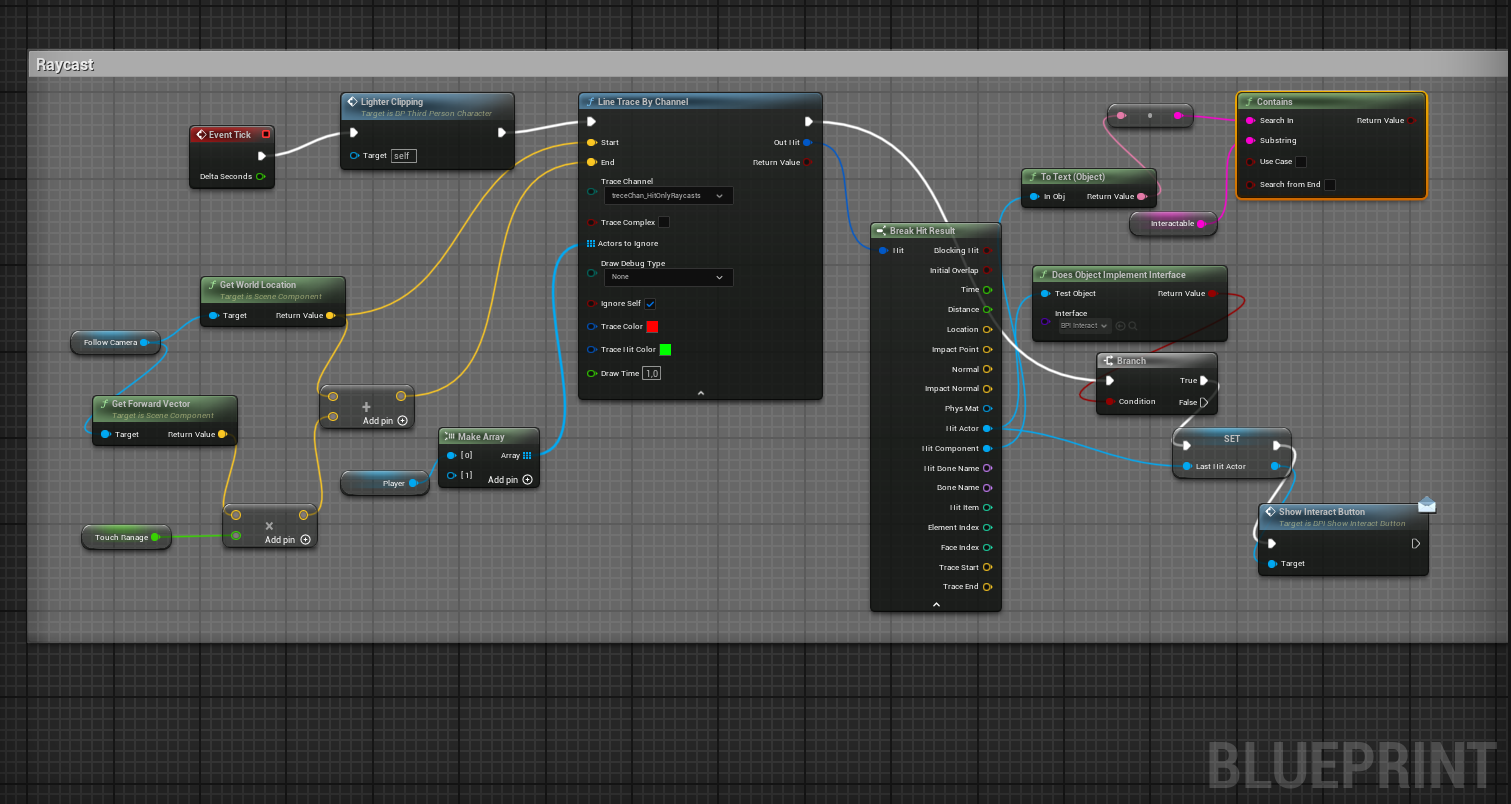 Raycast
Event Tick
Delta Seconds
Lighter Clipping
Target is DP Third Person Character
Target self
Line Trace By Channel
Start
Out Hit
End
Return Value
Trace Channel
treceChan_HitOnlyRaycasts
Trace Complex
Actors to Ignore
Draw Debug Type
None
Ignore Self
Trace Color
Trace Hit Color
Draw Time 1,0
Get World Location
Target is Scene Component
Target Return Value
Follow Camera
Get Forward Vector
Target is Scene Component
Target Return Value
Touch Ranage
×
Add pin
+
Add pin
Player
Make Array
[0] Array
[1] Add pin
Break Hit Result
Hit Blocking Hit
Initial Overlap
Time
Distance
Location
Impact Point
Normal
Impact Normal
Phys Mat
Hit Actor
Hit Component
Hit Bone Name
Bone Name
Hit Item
Element Index
Face Index
Trace Start
Trace End
To Text (Object)
In Obj Return Value
Interactable
Contains
Search In Return Value
Substring
Use Case
Search from End
Does Object Implement Interface
Test Object Return Value
Interface
BPI Interact
Branch
True
Condition False
SET
Last Hit Actor
Show Interact Button
Target is DPI Show Interact Button
Target
BLUEPRINT